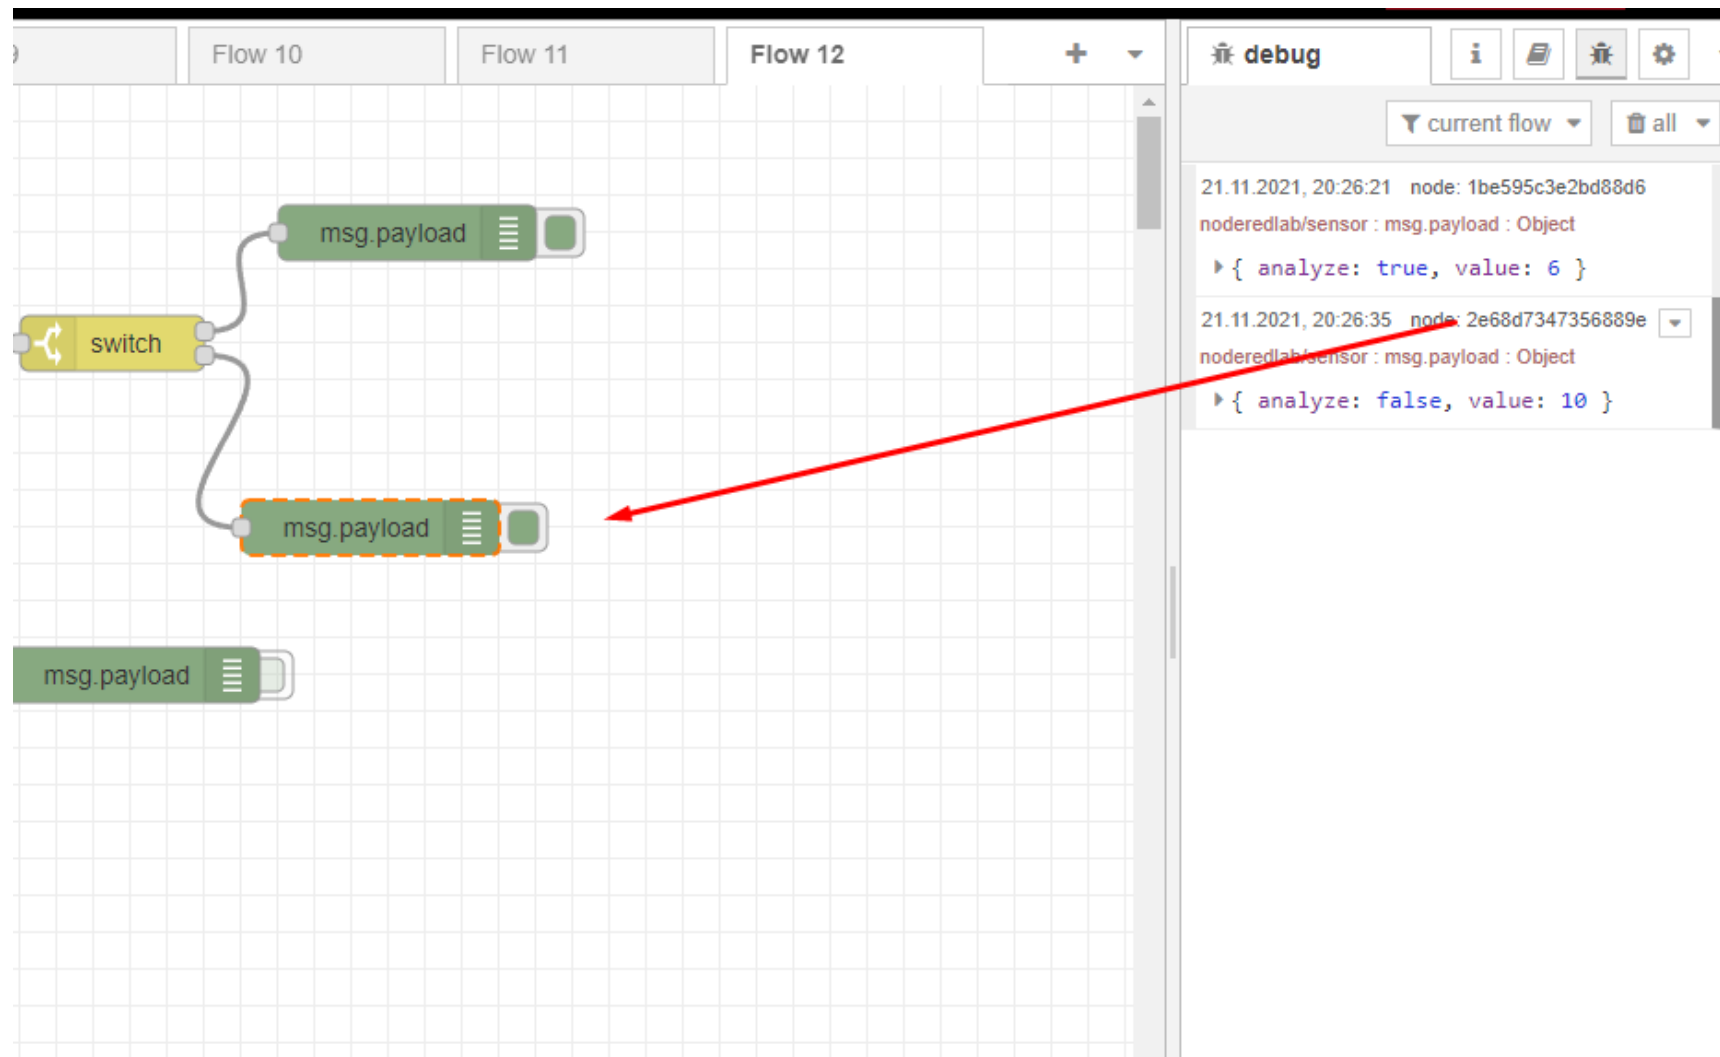 Flow 10
Flow 11
Flow 12
debug
current flow
all
21.11.2021, 20:26:21 node: 1be595c3e2bd88d6
noderedlab/sensor : msg.payload : Object
{ analyze: true, value: 6 }
21.11.2021, 20:26:35 node: 2e68d7347356889e
noderedlab/sensor : msg.payload : Object
{ analyze: false, value: 10 }
msg.payload
switch
msg.payload
msg.payload